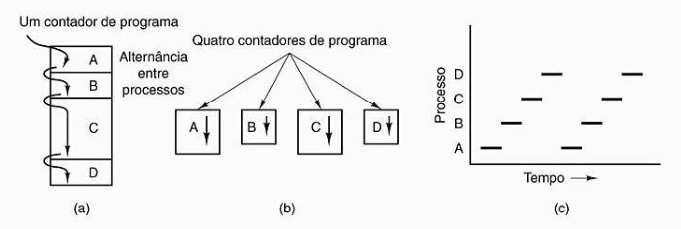 Um contador de programa
A
B
C
D
Alternância
entre
processos
(a)
Quatro contadores de programa
A
B
C
D
(b)
Processo
D
C
B
A
Tempo
(c)